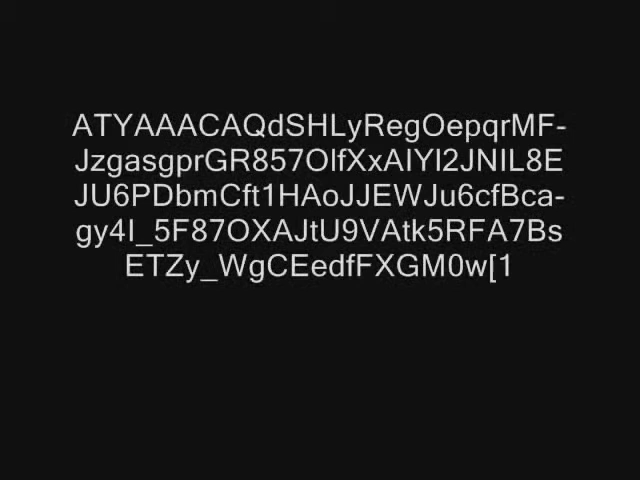 ATYAAACAQdSHLyRegOepqrMF-
JzgasgprGR857OlfXxAIYI2JNIL8E
JU6PDbmCft1HAoJJEWJu6cfBca-
gy4I_5F87OXAJtU9VAtk5RFA7Bs
ETZy_WgCEedfFXGM0w[1